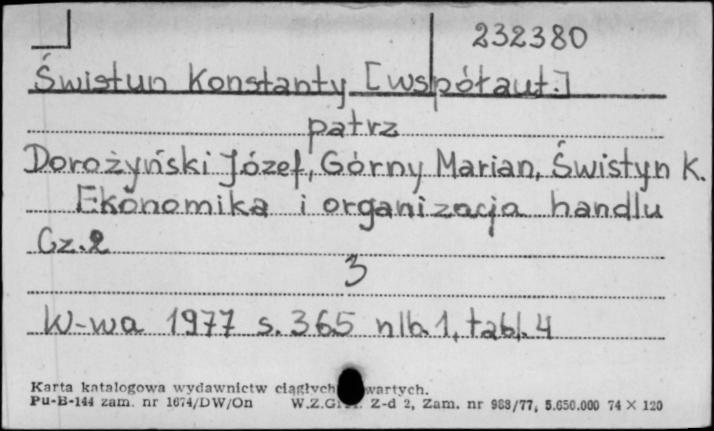 232380
Świstun Konstanty [współaut.]
patrz
Dorożyński Józef, Górny Marian, Świstyn K.
Ekonomika i organizacja handlu
Cz. 2
3
W-wa 1977 s. 365 nlb. 1, tabl. 4
Karta katalogowa wydawnictw ciągłych wartych.
Pu-B-144 zam. nr 1674/DW/On W.Z.G. Z-d 2, Zam. nr 988/77, 5.650.000 74 × 120